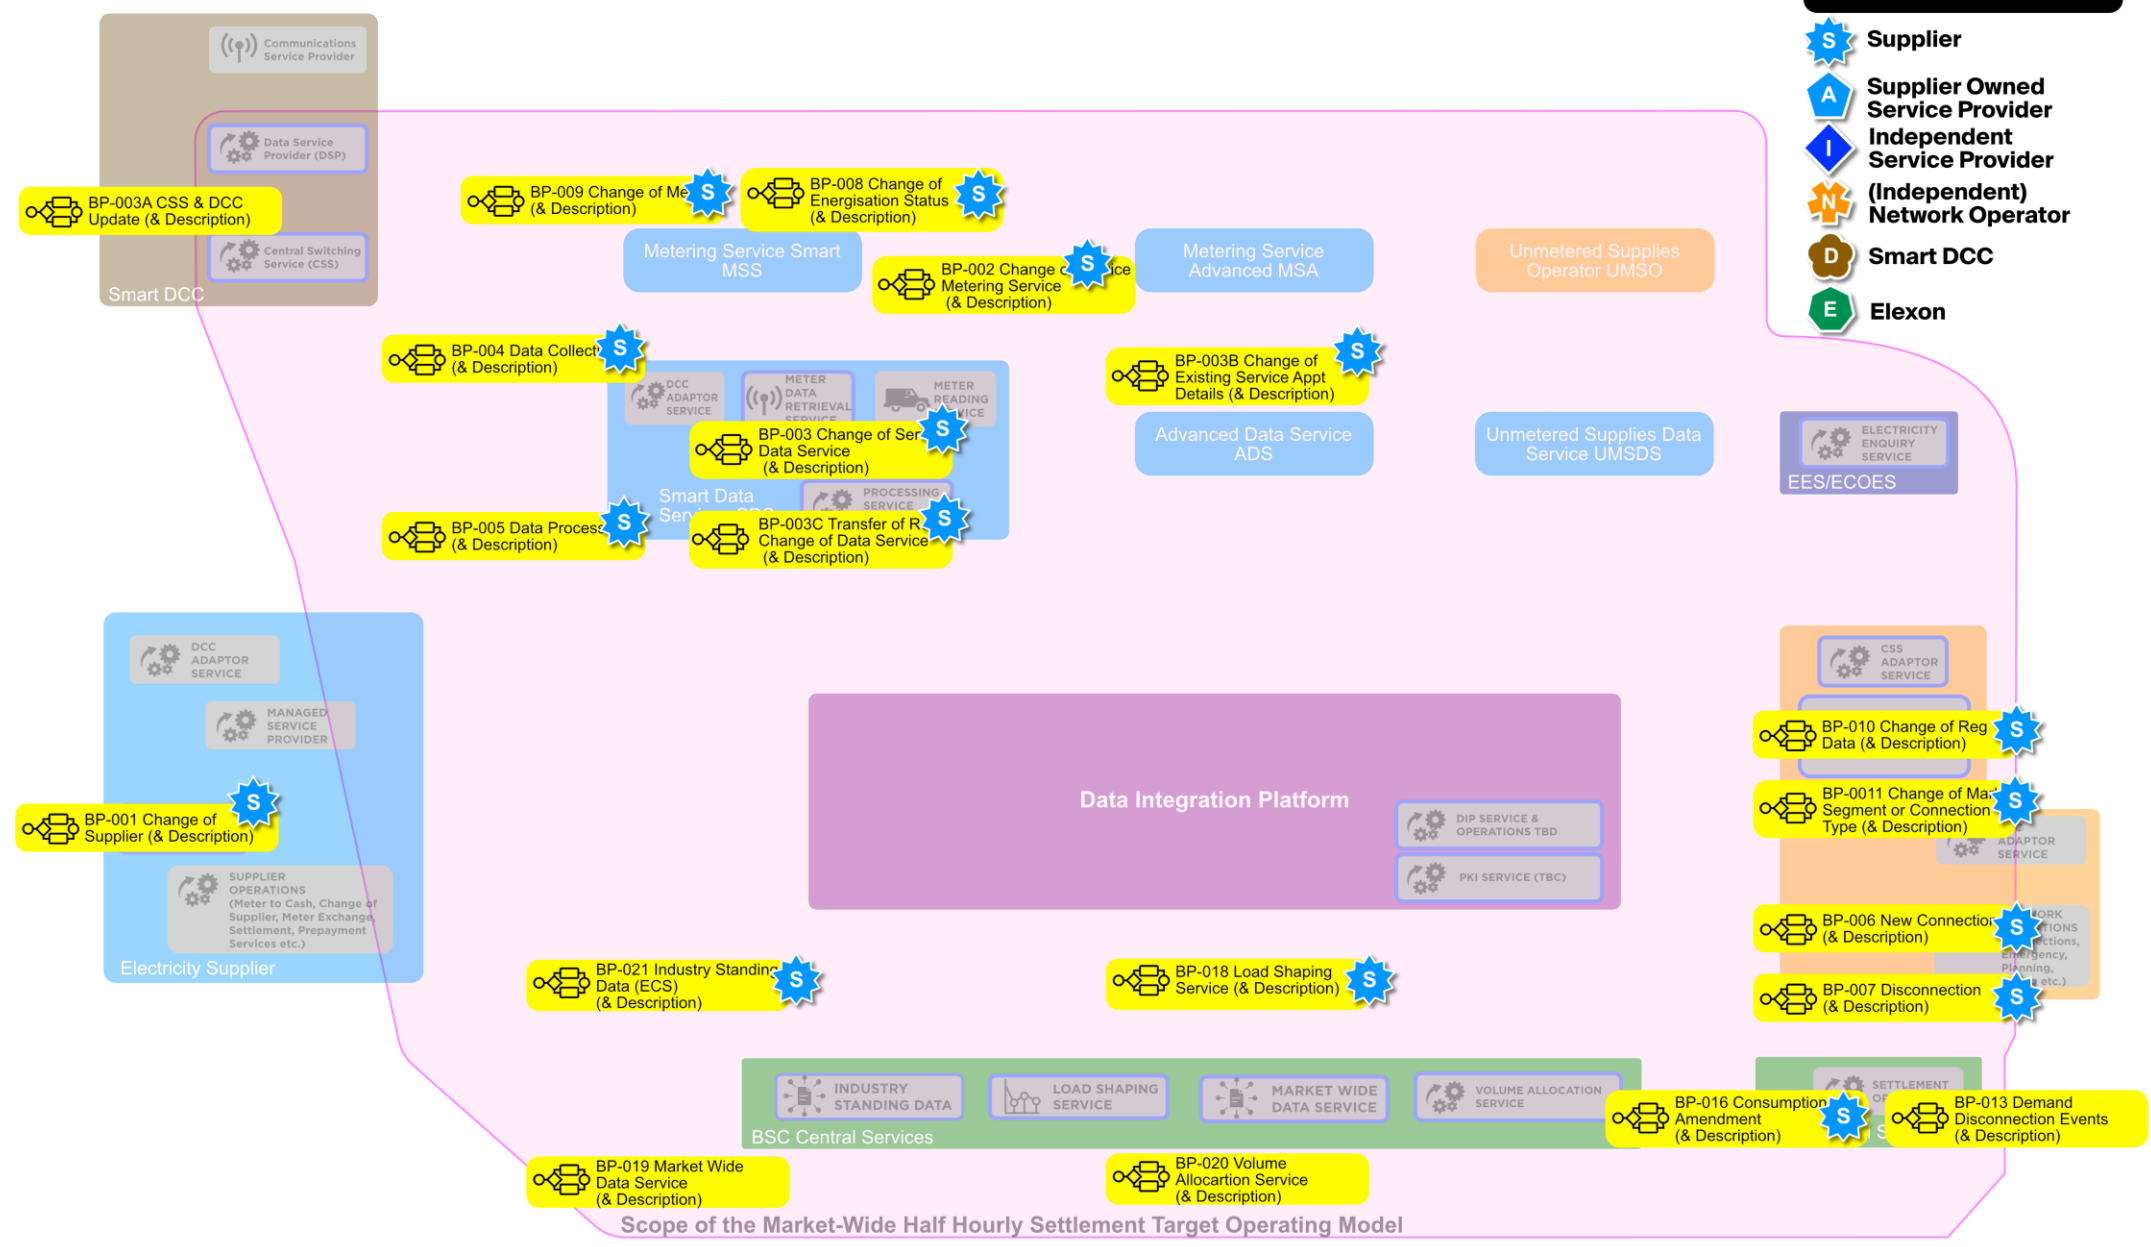 Communications
Service Provider
Data Service
Provider (DSP)
BP-003A CSS & DCC
Update (& Description)
Central Switching
Service (CSS)
Smart DCC
S
Supplier
A
Supplier Owned
Service Provider
I
Independent
Service Provider
N
(Independent)
Network Operator
D
Smart DCC
E
Elexon
BP-009 Change of
(& Description)
S
BP-008 Change of
Energisation Status
(& Description)
S
Metering Service Smart
MSS
BP-002 Change
Metering Service
(& Description)
S
Metering Service
Advanced MSA
Unmetered Supplies
Operator UMSO
BP-004 Data
(& Description)
S
DCC
ADAPTOR
SERVICE
METER
DATA
RETRIEVAL
SERVICE
METER
READING
BP-003 Change of
Data Service
(& Description)
S
Smart Data
PROCESSING
SERVICE
BP-005 Data
(& Description)
S
BP-003C Transfer of
Change of Data Service
(& Description)
S
BP-003B Change of
Existing Service Appt
Details (& Description)
S
Advanced Data Service
ADS
Unmetered Supplies Data
Service UMSDS
ELECTRICITY
ENQUIRY
SERVICE
EES/ECOES
DCC
ADAPTOR
SERVICE
MANAGED
SERVICE
PROVIDER
BP-001 Change of
Supplier (& Description)
S
SUPPLIER
OPERATIONS
(Meter to Cash, Change of
Supplier, Meter Exchange,
Settlement, Prepayment
Services etc.)
Electricity Supplier
Data Integration Platform
DIP SERVICE &
OPERATIONS TBD
PKI SERVICE (TBC)
CSS
ADAPTOR
SERVICE
BP-010 Change of Reg
Data (& Description)
S
BP-0011 Change of
Segment or Connection
Type (& Description)
S
ADAPTOR
SERVICE
BP-006 New Connection
(& Description)
S
Emergency,
Planning,
etc.)
BP-007 Disconnection
(& Description)
S
BP-021 Industry Standing
Data (ECS)
(& Description)
S
BP-018 Load Shaping
Service (& Description)
S
INDUSTRY
STANDING DATA
LOAD SHAPING
SERVICE
MARKET WIDE
DATA SERVICE
VOLUME ALLOCATION
SERVICE
BSC Central Services
SETTLEMENT
BP-016 Consumption
Amendment
(& Description)
S
BP-013 Demand
Disconnection Events
(& Description)
BP-019 Market Wide
Data Service
(& Description)
BP-020 Volume
Allocartion Service
(& Description)
Scope of the Market-Wide Half Hourly Settlement Target Operating Model